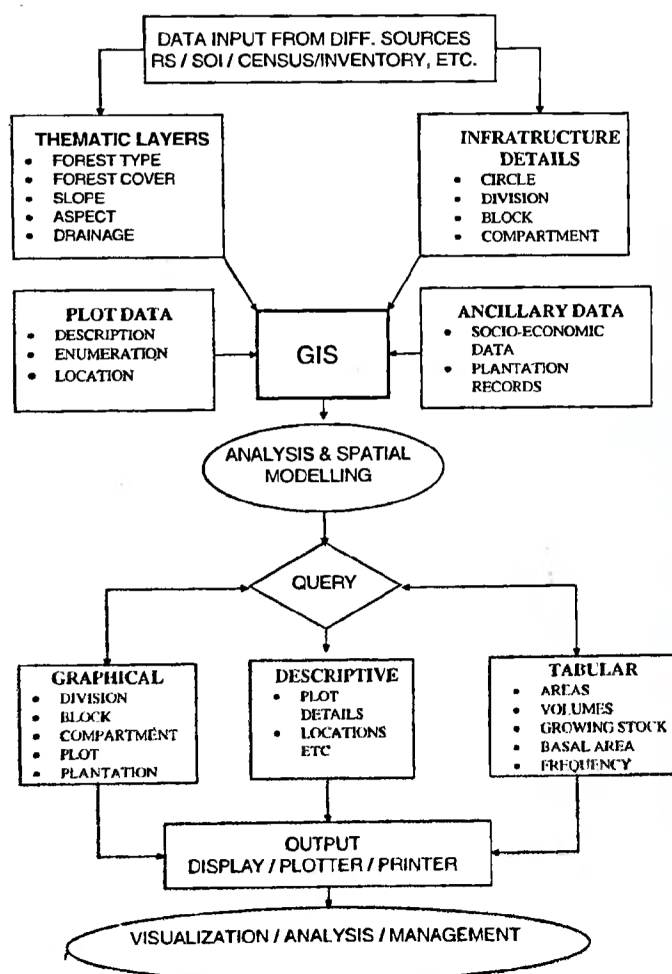 DATA INPUT FROM DIFF. SOURCES
RS / SOI / CENSUS/INVENTORY, ETC.
THEMATIC LAYERS
• FOREST TYPE
• FOREST COVER
• SLOPE
• ASPECT
• DRAINAGE
INFRATRUCTURE
DETAILS
• CIRCLE
• DIVISION
• BLOCK
• COMPARTMENT
PLOT DATA
• DESCRIPTION
• ENUMERATION
• LOCATION
GIS
ANCILLARY DATA
• SOCIO-ECONOMIC
DATA
• PLANTATION
RECORDS
ANALYSIS & SPATIAL
MODELLING
QUERY
GRAPHICAL
• DIVISION
• BLOCK
• COMPARTMENT
• PLOT
• PLANTATION
DESCRIPTIVE
• PLOT
DETAILS
• LOCATIONS
ETC
TABULAR
• AREAS
• VOLUMES
• GROWING STOCK
• BASAL AREA
• FREQUENCY
OUTPUT
DISPLAY / PLOTTER / PRINTER
VISUALIZATION / ANALYSIS / MANAGEMENT